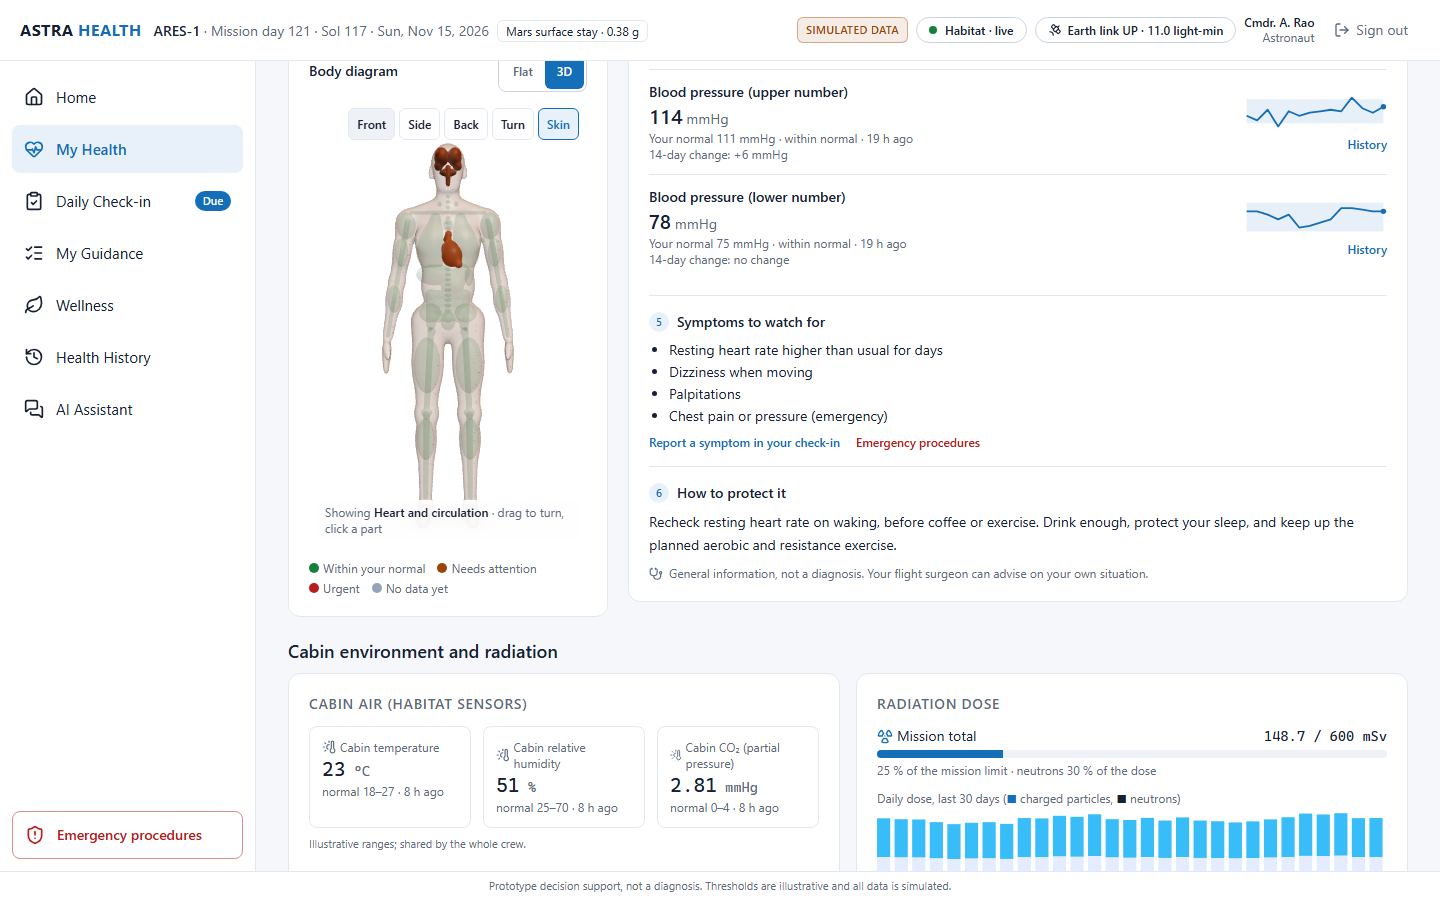 ASTRA HEALTH ARES-1 · Mission day 121 · Sol 117 · Sun, Nov 15, 2026 Mars surface stay · 0.38 g SIMULATED DATA Habitat · live Earth link UP · 11.0 light-min Cmdr. A. Rao
Astronaut
Sign out
Home
My Health
Daily Check-in Due
My Guidance
Wellness
Health History
AI Assistant
Emergency procedures
Body diagram Flat 3D
Front Side Back Turn Skin
Showing Heart and circulation · drag to turn,
click a part
Within your normal Needs attention
Urgent No data yet
Blood pressure (upper number)
114 mmHg
Your normal 111 mmHg · within normal · 19 h ago
14-day change: +6 mmHg
History
Blood pressure (lower number)
78 mmHg
Your normal 75 mmHg · within normal · 19 h ago
14-day change: no change
History
5 Symptoms to watch for
Resting heart rate higher than usual for days
Dizziness when moving
Palpitations
Chest pain or pressure (emergency)
Report a symptom in your check-in Emergency procedures
6 How to protect it
Recheck resting heart rate on waking, before coffee or exercise. Drink enough, protect your sleep, and keep up the
planned aerobic and resistance exercise.
General information, not a diagnosis. Your flight surgeon can advise on your own situation.
Cabin environment and radiation
CABIN AIR (HABITAT SENSORS)
Cabin temperature
23 °C
normal 18–27 · 8 h ago
Cabin relative
humidity
51 %
normal 25–70 · 8 h ago
Cabin CO₂ (partial
pressure)
2.81 mmHg
normal 0–4 · 8 h ago
Illustrative ranges; shared by the whole crew.
RADIATION DOSE
Mission total 148.7 / 600 mSv
25 % of the mission limit · neutrons 30 % of the dose
Daily dose, last 30 days (charged particles, neutrons)
Prototype decision support, not a diagnosis. Thresholds are illustrative and all data is simulated.